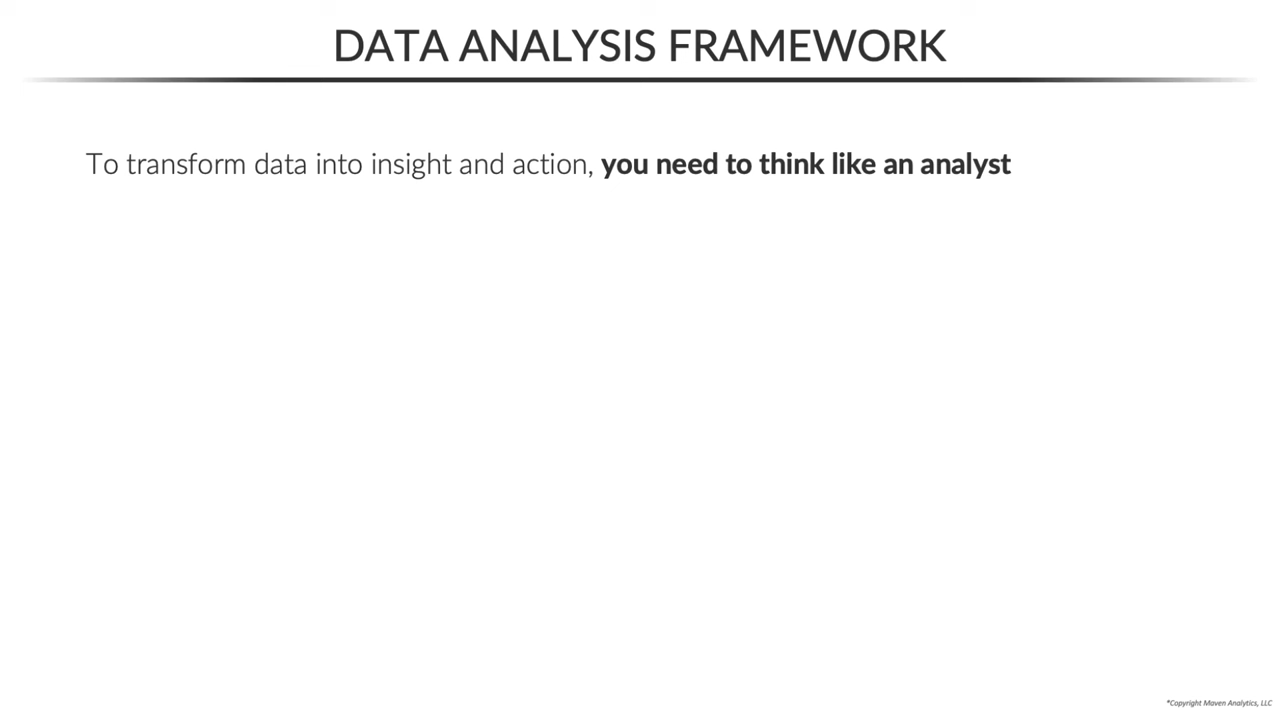 DATA ANALYSIS FRAMEWORK
To transform data into insight and action, you need to think like an analyst
*Copyright Maven Analytics, LLC